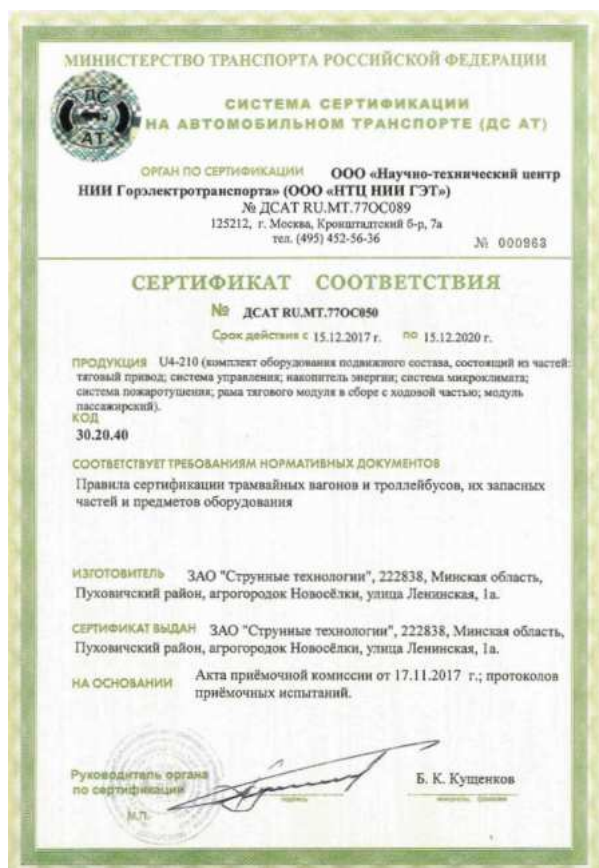 МИНИСТЕРСТВО ТРАНСПОРТА РОССИЙСКОЙ ФЕДЕРАЦИИ
ДС
АТ
СИСТЕМА СЕРТИФИКАЦИИ
НА АВТОМОБИЛЬНОМ ТРАНСПОРТЕ (ДС АТ)
ОРГАН ПО СЕРТИФИКАЦИИ ООО «Научно-технический центр
НИИ Горэлектротранспорта» (ООО «НТЦ НИИ ГЭТ»)
№ ДСАТ RU.MT.77ОС089
125212, г. Москва, Кронштадтский б-р, 7а
тел. (495) 452-56-36
№ 000963
СЕРТИФИКАТ СООТВЕТСТВИЯ
№ ДСАТ RU.MT.77ОС050
Срок действия с 15.12.2017 г. по 15.12.2020 г.
ПРОДУКЦИЯ U4-210 (комплект оборудования подвижного состава, состоящий из частей:
тяговый привод; система управления; накопитель энергии; система микроклимата;
система пожаротушения; рама тягового модуля в сборе с ходовой частью; модуль
пассажирский).
КОД
30.20.40
СООТВЕТСТВУЕТ ТРЕБОВАНИЯМ НОРМАТИВНЫХ ДОКУМЕНТОВ
Правила сертификации трамвайных вагонов и троллейбусов, их запасных
частей и предметов оборудования
ИЗГОТОВИТЕЛЬ ЗАО "Струнные технологии", 222838, Минская область,
Пуховичский район, агрогородок Новосёлки, улица Ленинская, 1а.
СЕРТИФИКАТ ВЫДАН ЗАО "Струнные технологии", 222838, Минская область,
Пуховичский район, агрогородок Новосёлки, улица Ленинская, 1а.
НА ОСНОВАНИИ Акта приёмочной комиссии от 17.11.2017 г.; протоколов
приёмочных испытаний.
Руководитель органа
по сертификации
Б. К. Кущенков
подпись
М.П.